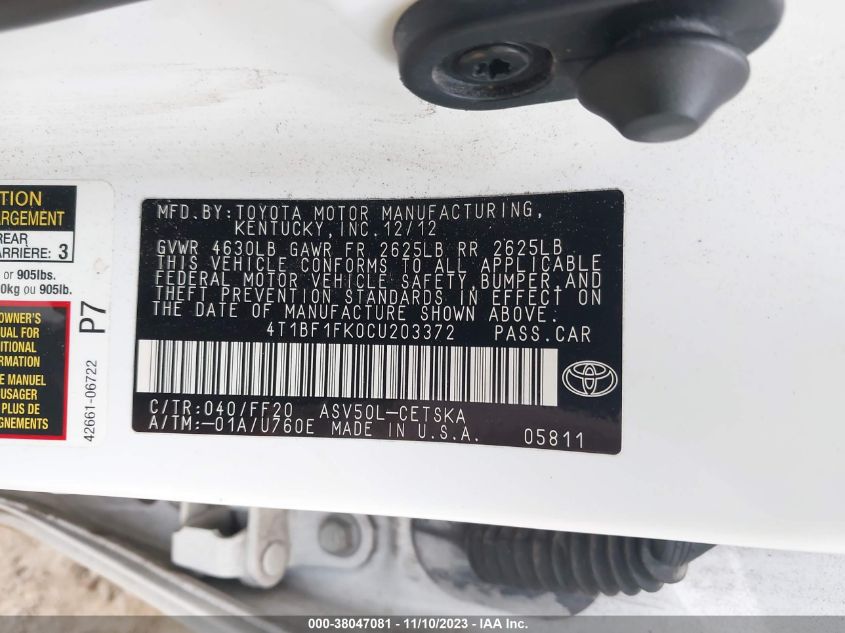 TION
ARGEMENT
REAR
ARRIÈRE: 3
or 905lbs.
0kg ou 905lb.
OWNER'S
UAL FOR
DITIONAL
RMATION
E MANUEL
USAGER
PLUS
GNEMENTS
P7
42661-06722
MFD.BY:TOYOTA MOTOR MANUFACTURING,
KENTUCKY,INC.12/12
GVWR 4630LB GAWR FR 2625LB RR 2625LB
THIS VEHICLE CONFORMS TO ALL APPLICABLE
FEDERAL MOTOR VEHICLE SAFETY,BUMPER,AND
THEFT PREVENTION STANDARDS IN EFFECT ON
THE DATE OF MANUFACTURE SHOWN ABOVE.
4T1BF1FK0CU203372 PASS.CAR
C/TR:040/FF20 ASV50L-CETSKA
A/TM:-01A/U760E MADE IN U.S.A. 05811
000-38047081 - 11/10/2023 - IAA Inc.